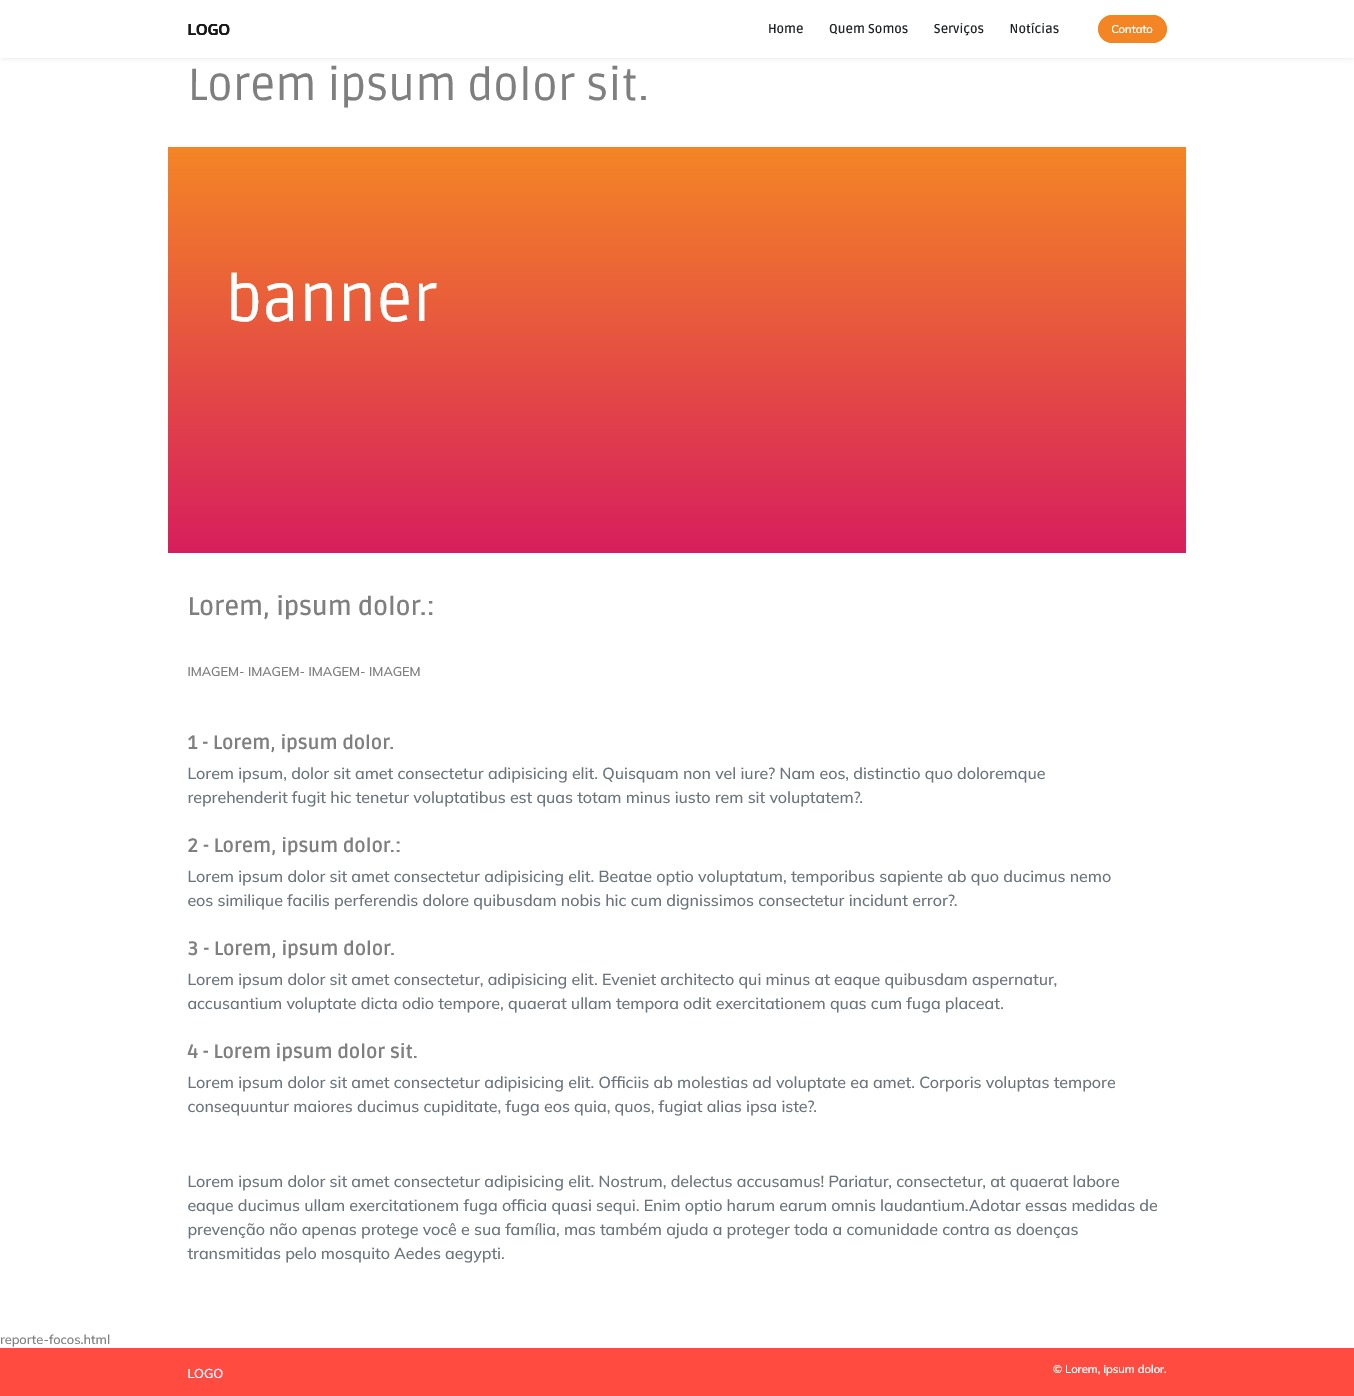 LOGO
Home
Quem Somos
Serviços
Notícias
Contato
Lorem ipsum dolor sit.
banner
Lorem, ipsum dolor.:
IMAGEM- IMAGEM- IMAGEM- IMAGEM
1 - Lorem, ipsum dolor.
Lorem ipsum, dolor sit amet consectetur adipisicing elit. Quisquam non vel iure? Nam eos, distinctio quo doloremque
reprehenderit fugit hic tenetur voluptatibus est quas totam minus iusto rem sit voluptatem?.
2 - Lorem, ipsum dolor.:
Lorem ipsum dolor sit amet consectetur adipisicing elit. Beatae optio voluptatum, temporibus sapiente ab quo ducimus nemo
eos similique facilis perferendis dolore quibusdam nobis hic cum dignissimos consectetur incidunt error?.
3 - Lorem, ipsum dolor.
Lorem ipsum dolor sit amet consectetur, adipisicing elit. Eveniet architecto qui minus at eaque quibusdam aspernatur,
accusantium voluptate dicta odio tempore, quaerat ullam tempora odit exercitationem quas cum fuga placeat.
4 - Lorem ipsum dolor sit.
Lorem ipsum dolor sit amet consectetur adipisicing elit. Officiis ab molestias ad voluptate ea amet. Corporis voluptas tempore
consequuntur maiores ducimus cupiditate, fuga eos quia, quos, fugiat alias ipsa iste?.
Lorem ipsum dolor sit amet consectetur adipisicing elit. Nostrum, delectus accusamus! Pariatur, consectetur, at quaerat labore
eaque ducimus ullam exercitationem fuga officia quasi sequi. Enim optio harum earum omnis laudantium.Adotar essas medidas de
prevenção não apenas protege você e sua família, mas também ajuda a proteger toda a comunidade contra as doenças
transmitidas pelo mosquito Aedes aegypti.
reporte-focos.html
LOGO
© Lorem, ipsum dolor.